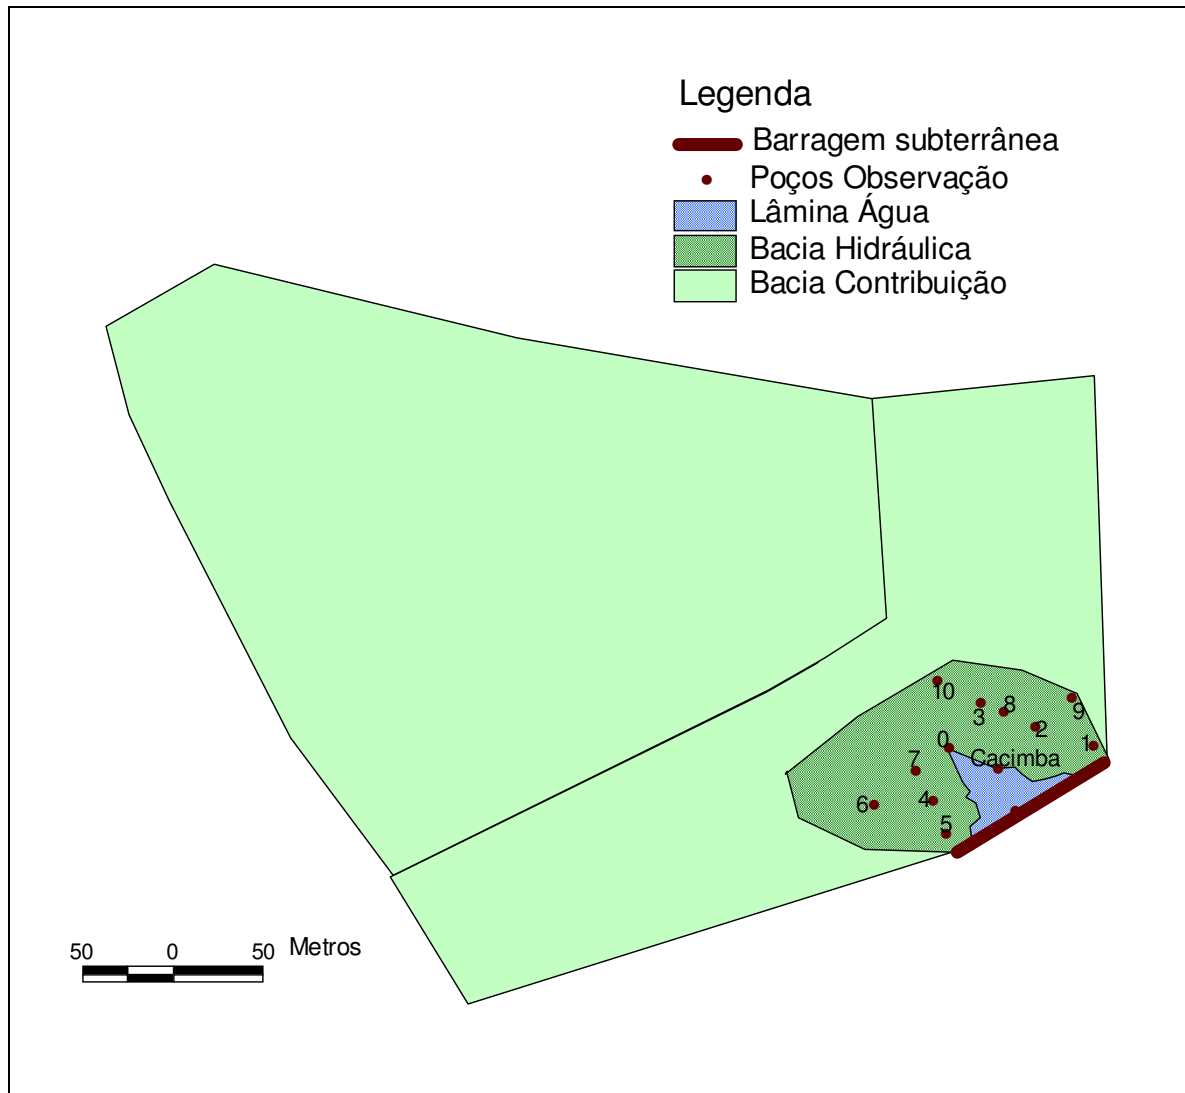 Legenda
Barragem subterrânea
Poços Observação
Lâmina Água
Bacia Hidráulica
Bacia Contribuição
10
3
8
9
2
0
1
Cacimba
7
6
4
5
50 0 50 Metros